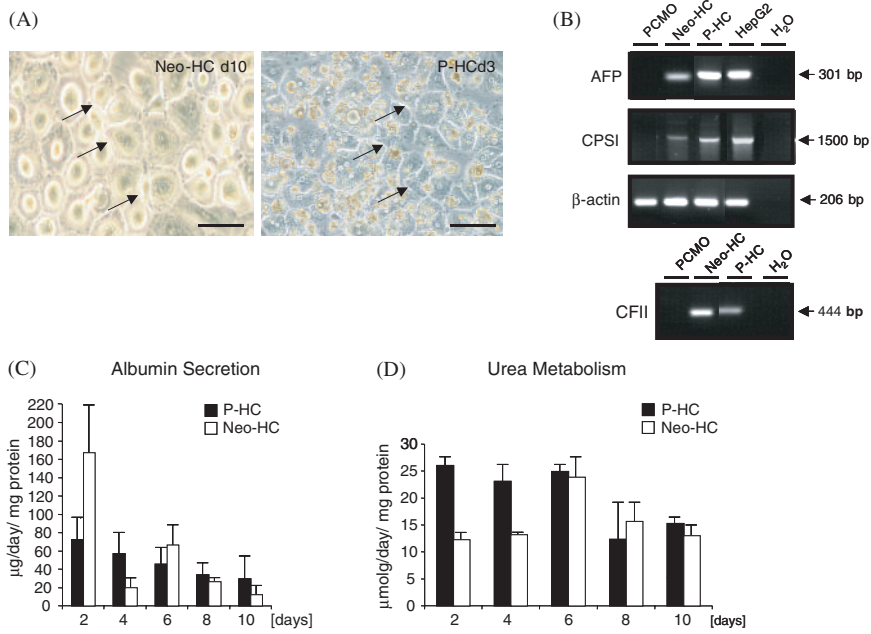 (A)
Neo-HC d10
P-HCd3
(B)
PCMO Neo-HC P-HC HepG2 H₂O
AFP 301 bp
CPSI 1500 bp
β-actin 206 bp
PCMO Neo-HC P-HC H₂O
CFII 444 bp
(C) Albumin Secretion
P-HC
Neo-HC
μg/day/ mg protein
220
200
180
160
140
120
100
80
60
40
20
0
2 4 6 8 10 [days]
(D) Urea Metabolism
P-HC
Neo-HC
μmolg/day/ mg protein
30
25
20
15
10
5
0
2 4 6 8 10 [days]